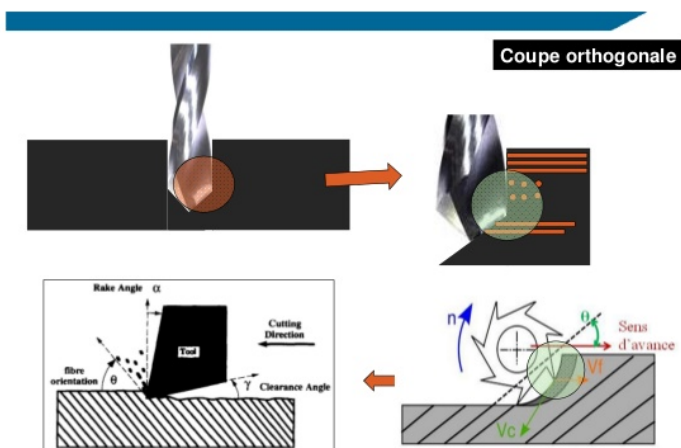 Coupe orthogonale
Rake Angle α
Cutting
Direction
Tool
fibre
orientation
θ
Clearance Angle
γ
n
θ
Sens
d'avance
Vf
Vc